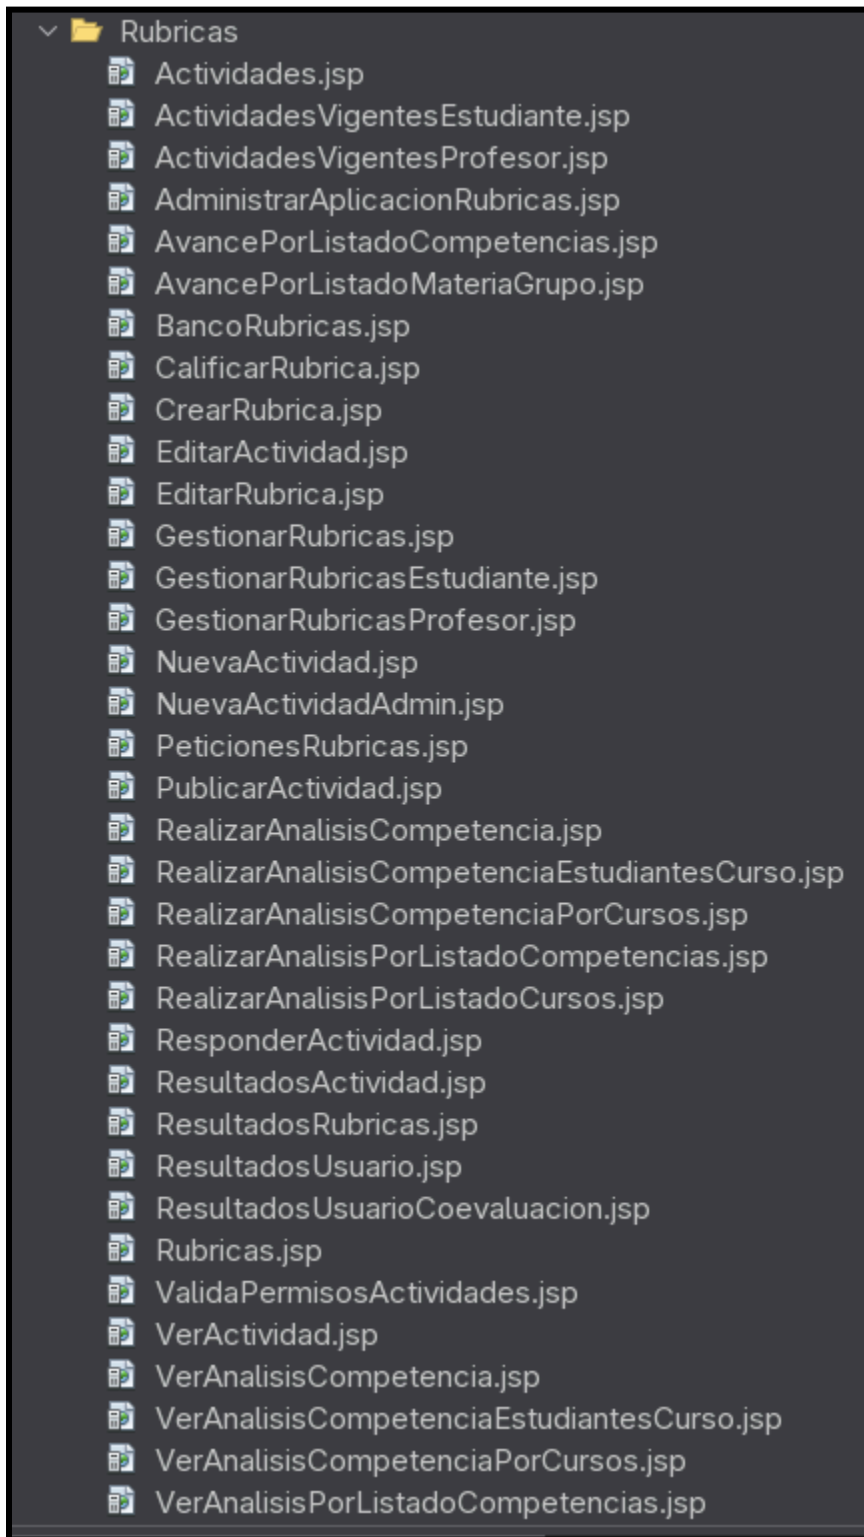 Rubricas
Actividades.jsp
ActividadesVigentesEstudiante.jsp
ActividadesVigentesProfesor.jsp
AdministrarAplicacionRubricas.jsp
AvancePorListadoCompetencias.jsp
AvancePorListadoMateriaGrupo.jsp
BancoRubricas.jsp
CalificarRubrica.jsp
CrearRubrica.jsp
EditarActividad.jsp
EditarRubrica.jsp
GestionarRubricas.jsp
GestionarRubricasEstudiante.jsp
GestionarRubricasProfesor.jsp
NuevaActividad.jsp
NuevaActividadAdmin.jsp
PeticionesRubricas.jsp
PublicarActividad.jsp
RealizarAnalisisCompetencia.jsp
RealizarAnalisisCompetenciaEstudiantesCurso.jsp
RealizarAnalisisCompetenciaPorCursos.jsp
RealizarAnalisisPorListadoCompetencias.jsp
RealizarAnalisisPorListadoCursos.jsp
ResponderActividad.jsp
ResultadosActividad.jsp
ResultadosRubricas.jsp
ResultadosUsuario.jsp
ResultadosUsuarioCoevaluacion.jsp
Rubricas.jsp
ValidaPermisosActividades.jsp
VerActividad.jsp
VerAnalisisCompetencia.jsp
VerAnalisisCompetenciaEstudiantesCurso.jsp
VerAnalisisCompetenciaPorCursos.jsp
VerAnalisisPorListadoCompetencias.jsp